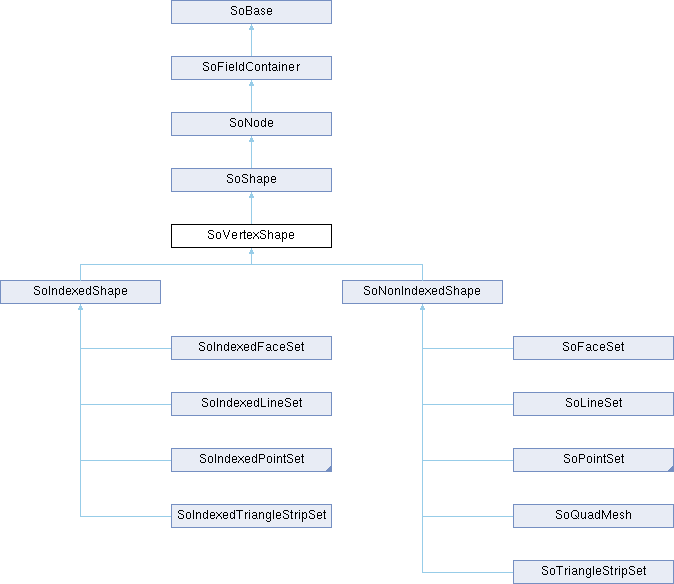 SoBase
SoFieldContainer
SoNode
SoShape
SoVertexShape
SoIndexedShape
SoNonIndexedShape
SoIndexedFaceSet
SoFaceSet
SoIndexedLineSet
SoLineSet
SoIndexedPointSet
SoPointSet
SoIndexedTriangleStripSet
SoQuadMesh
SoTriangleStripSet